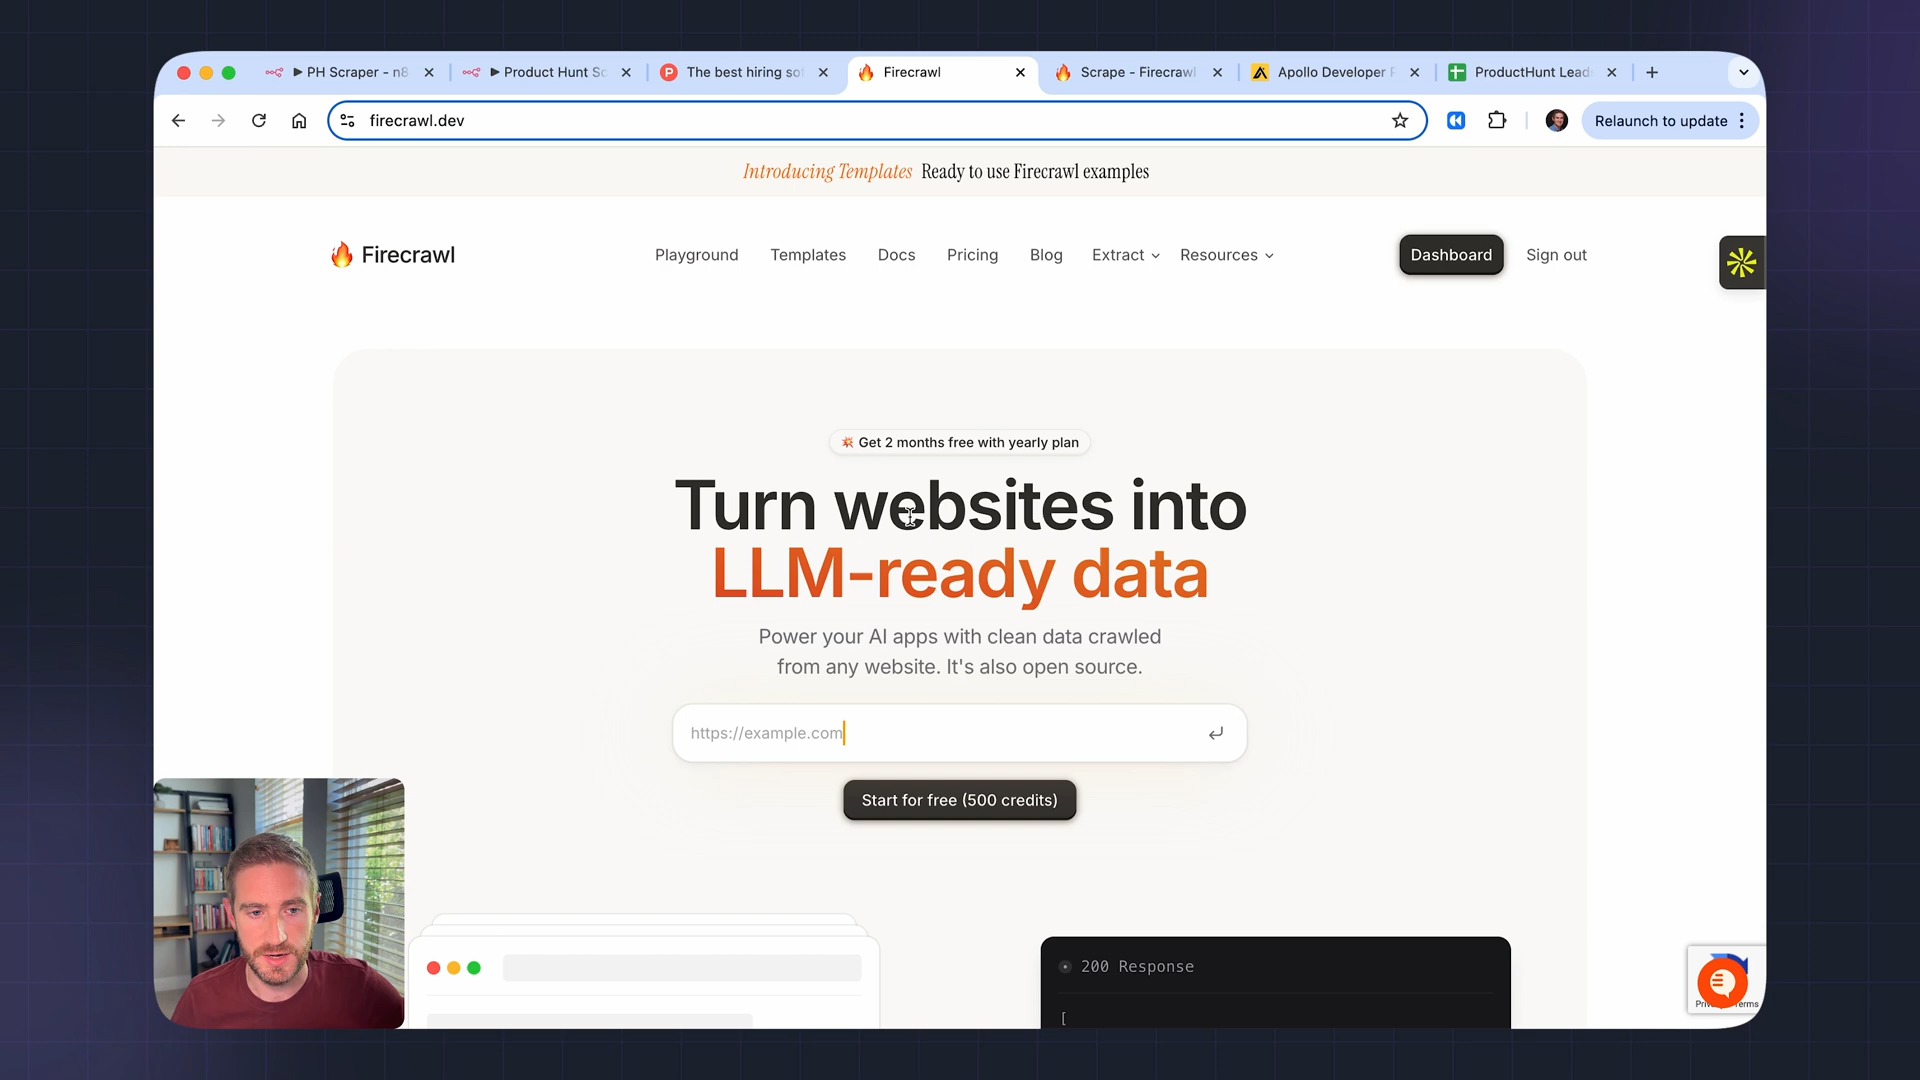 PH Scraper - n8
Product Hunt Sc
The best hiring so
Firecrawl
Scrape - Firecrawl
Apollo Developer P
ProductHunt Lead
firecrawl.dev
Relaunch to update
Introducing Templates Ready to use Firecrawl examples
Firecrawl
Playground
Templates
Docs
Pricing
Blog
Extract
Resources
Dashboard
Sign out
Get 2 months free with yearly plan
Turn websites into
LLM-ready data
Power your AI apps with clean data crawled
from any website. It's also open source.
https://example.com
Start for free (500 credits)
200 Response
[